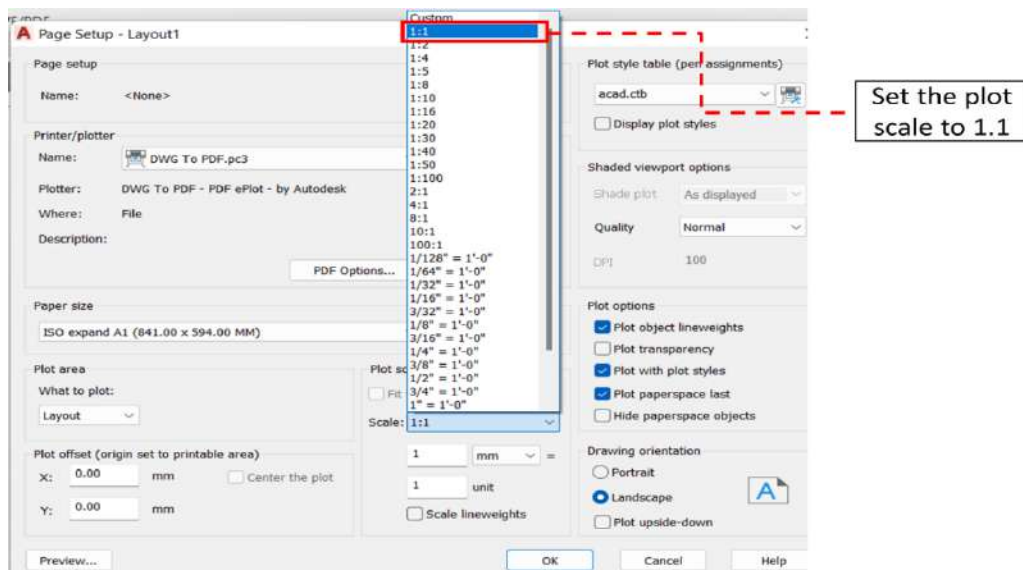 Page Setup - Layout1
Page setup
Name: <None>
Printer/plotter
Name: DWG To PDF.pc3
Plotter: DWG To PDF - PDF ePlot - by Autodesk
Where: File
Description:
PDF Options...
Paper size
ISO expand A1 (841.00 x 594.00 MM)
Plot area
What to plot:
Layout
Plot offset (origin set to printable area)
X: 0.00 mm
Center the plot
Y: 0.00 mm
Preview...
Custom
1:1
1:2
1:4
1:5
1:8
1:10
1:16
1:20
1:30
1:40
1:50
1:100
2:1
4:1
8:1
10:1
100:1
1/128" = 1'-0"
1/64" = 1'-0"
1/32" = 1'-0"
1/16" = 1'-0"
3/32" = 1'-0"
1/8" = 1'-0"
3/16" = 1'-0"
1/4" = 1'-0"
3/8" = 1'-0"
1/2" = 1'-0"
3/4" = 1'-0"
1" = 1'-0"
Plot sc
Fit
Scale: 1:1
1 mm =
1 unit
Scale lineweights
Plot style table (pen assignments)
acad.ctb
Display plot styles
Shaded viewport options
Shade plot As displayed
Quality Normal
DPI 100
Plot options
Plot object lineweights
Plot transparency
Plot with plot styles
Plot paperspace last
Hide paperspace objects
Drawing orientation
Portrait
Landscape
A
Plot upside-down
OK Cancel Help
Set the plot
scale to 1.1